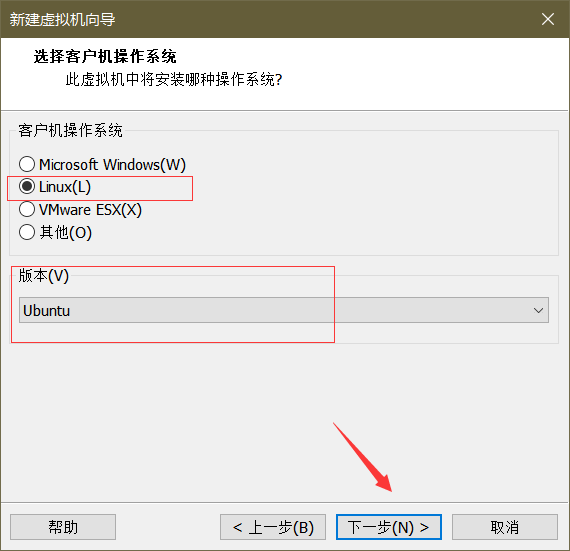 新建虚拟机向导
选择客户机操作系统
此虚拟机中将安装哪种操作系统?
客户机操作系统
Microsoft Windows(W)
Linux(L)
VMware ESX(X)
其他(O)
版本(V)
Ubuntu
帮助
< 上一步(B)
下一步(N) >
取消